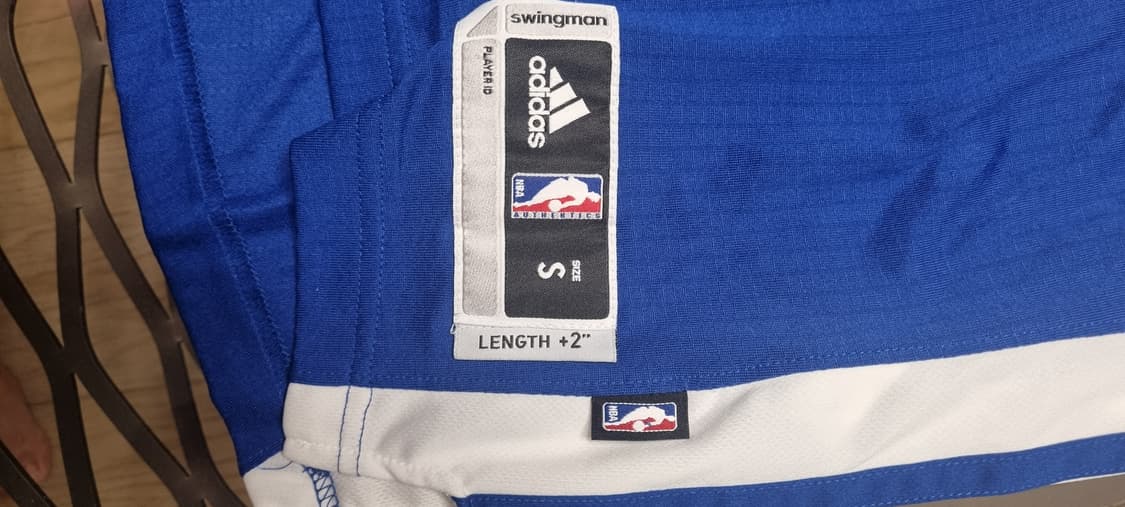 swingman
PLAYER ID
adidas
NBA
AUTHENTICS
S
SIZE
LENGTH +2"
NBA